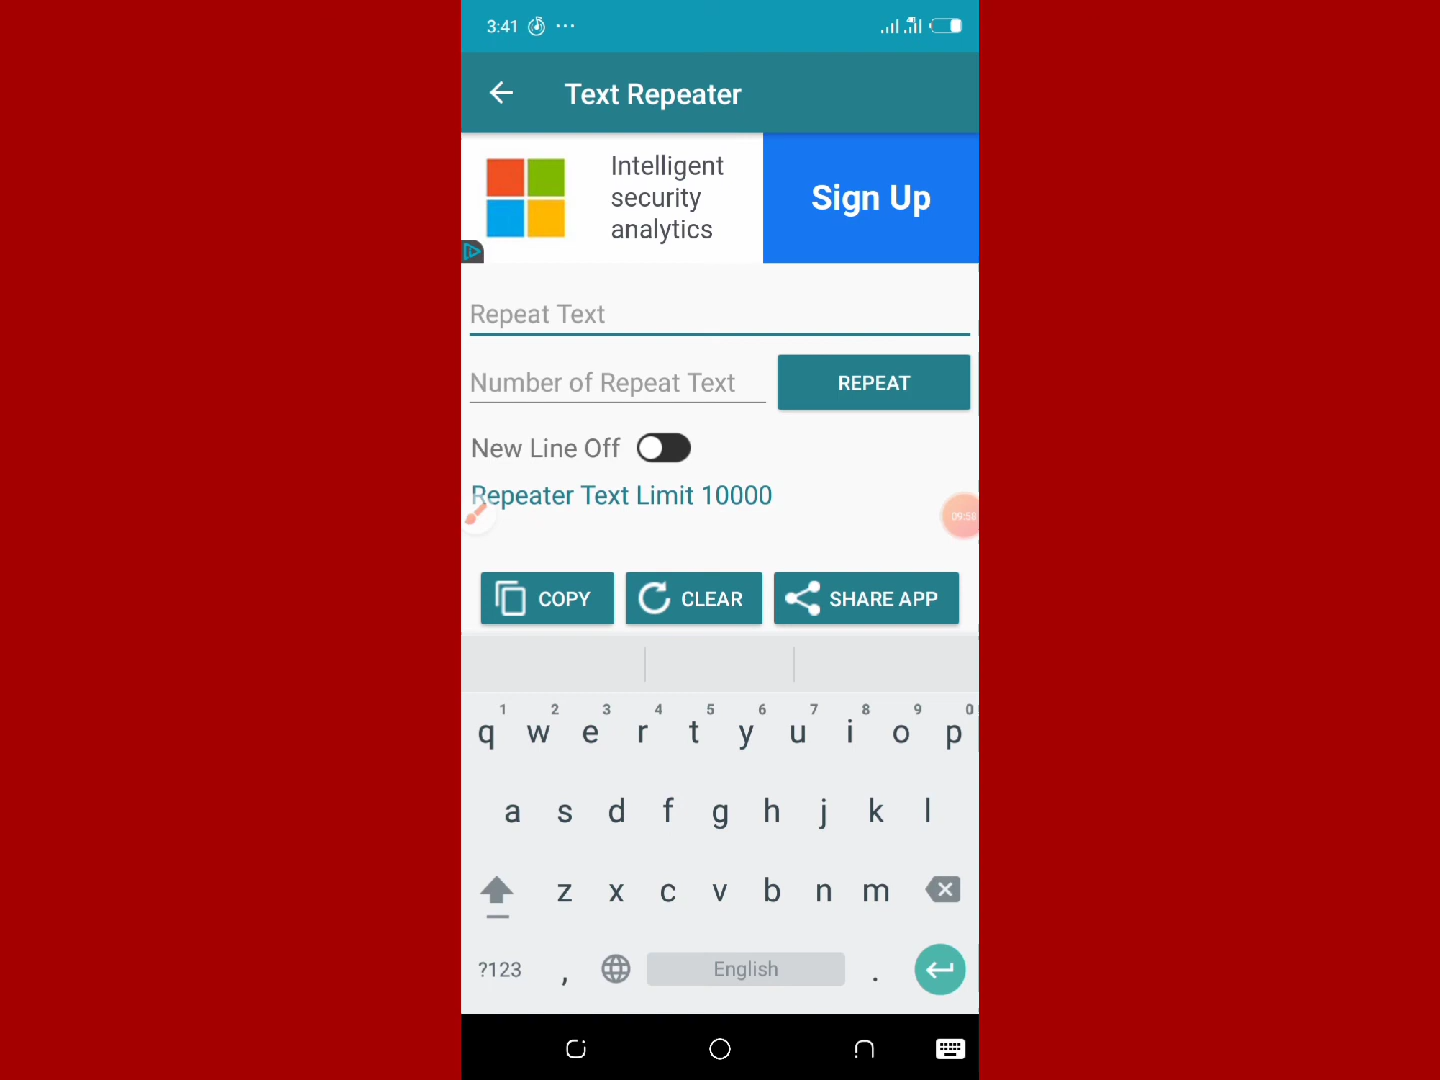 3:41
Text Repeater
Intelligent
security
analytics
Sign Up
Repeat Text
Number of Repeat Text
REPEAT
New Line Off
Repeater Text Limit 10000
09:58
COPY
CLEAR
SHARE APP
1 2 3 4 5 6 7 8 9 0
q w e r t y u i o p
a s d f g h j k l
z x c v b n m
?123 , English .